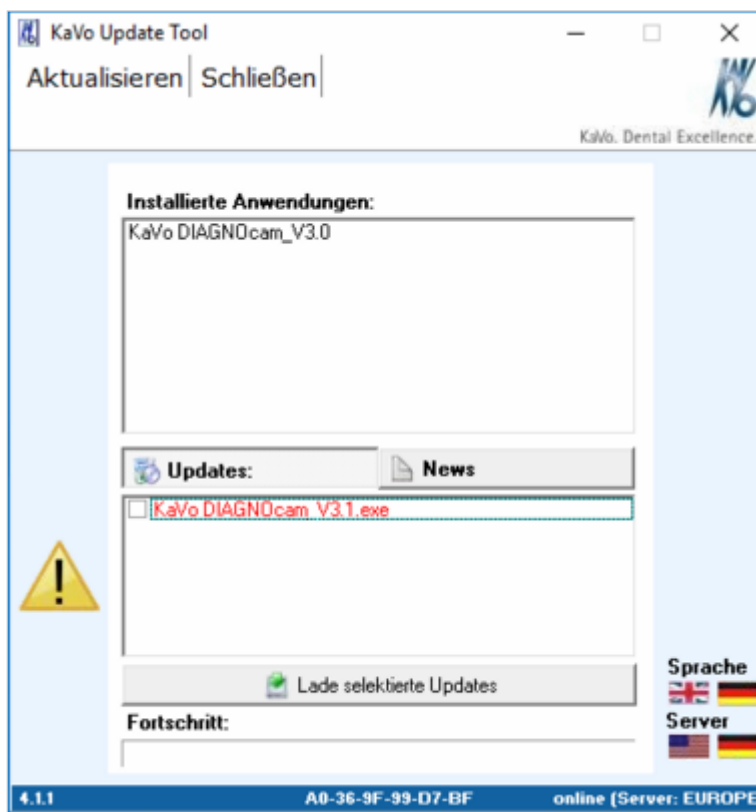 KaVo Update Tool
Aktualisieren Schließen
KaVo. Dental Excellence.
Installierte Anwendungen:
KaVo DIAGNOcam_V3.0
Updates: News
KaVo DIAGNOcam_V3.1.exe
Lade selektierte Updates
Sprache
Fortschritt:
Server
4.1.1 A0-36-9F-99-D7-BF online (Server: EUROPE